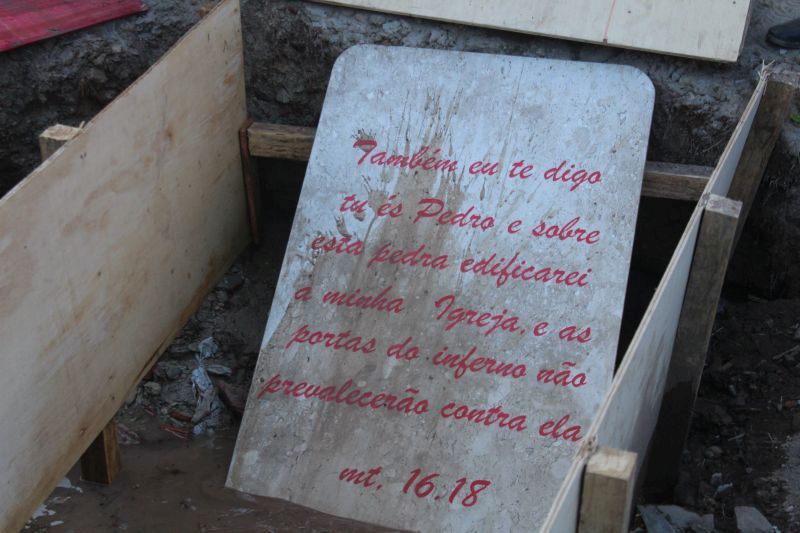 Também eu te digo
tu és Pedro e sobre
esta pedra edificarei
a minha Igreja, e as
portas do inferno não
prevalecerão contra ela
mt. 16.18